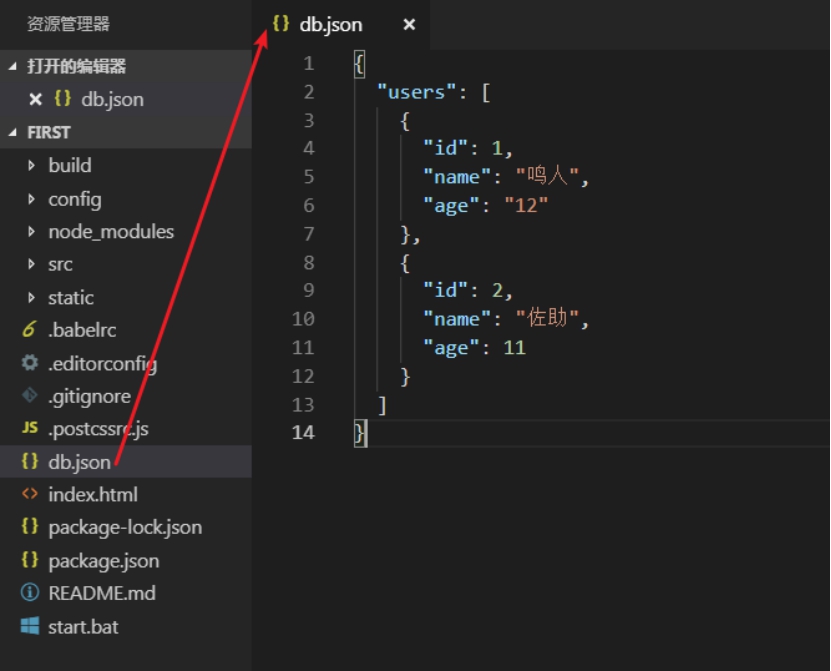 资源管理器
打开的编辑器
db.json
FIRST
build
config
node_modules
src
static
.babelrc
.editorconfig
.gitignore
JS .postcssrc.js
{} db.json
<> index.html
{} package-lock.json
{} package.json
README.md
start.bat
{} db.json ×
1 {
2 "users": [
3 {
4 "id": 1,
5 "name": "鸣人",
6 "age": "12"
7 },
8 {
9 "id": 2,
10 "name": "佐助",
11 "age": 11
12 }
13 ]
14 }